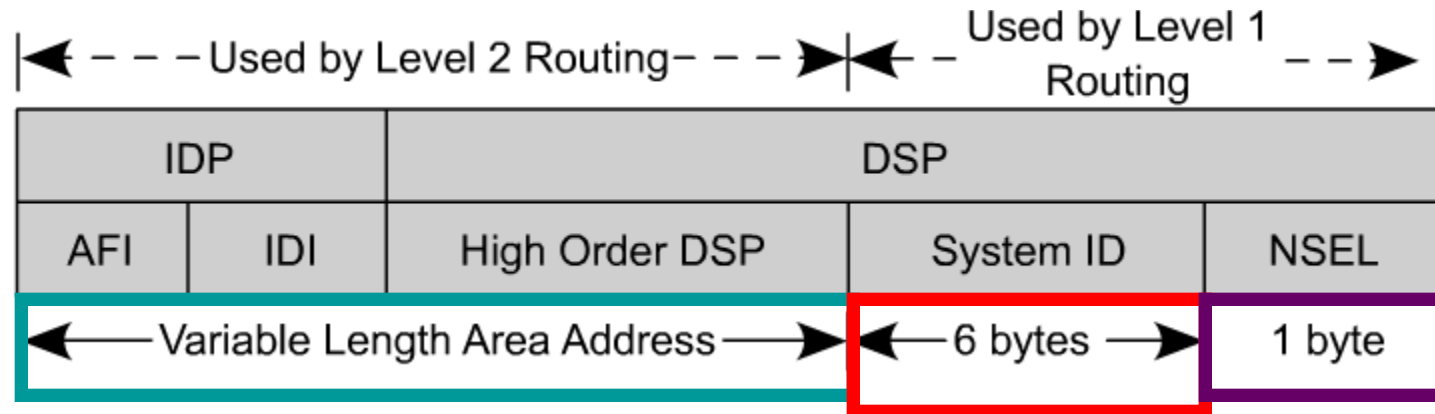 Used by Level 2 Routing
Used by Level 1
Routing
IDP DSP
AFI IDI High Order DSP System ID NSEL
Variable Length Area Address 6 bytes 1 byte